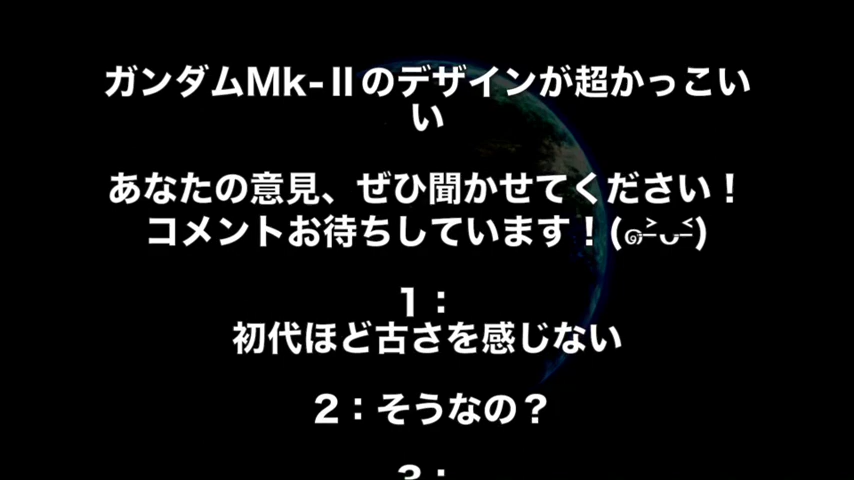 ガンダムMk-Ⅱのデザインが超かっこい
い
あなたの意見、ぜひ聞かせてください！
コメントお待ちしています！(๑˃̵ᴗ˂̵)
1：
初代ほど古さを感じない
2：そうなの？
3：